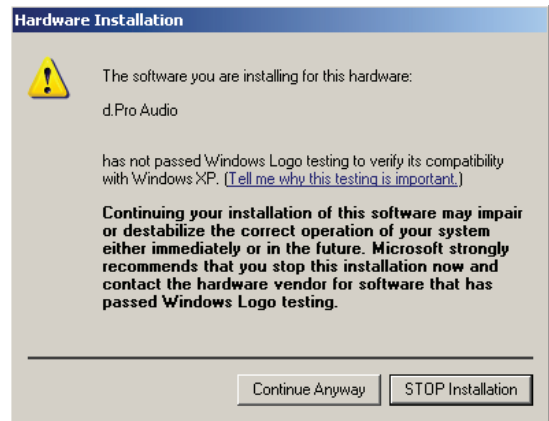 Hardware Installation
The software you are installing for this hardware:
d.Pro Audio
has not passed Windows Logo testing to verify its compatibility
with Windows XP. (Tell me why this testing is important.)
Continuing your installation of this software may impair
or destabilize the correct operation of your system
either immediately or in the future. Microsoft strongly
recommends that you stop this installation now and
contact the hardware vendor for software that has
passed Windows Logo testing.
Continue Anyway
STOP Installation